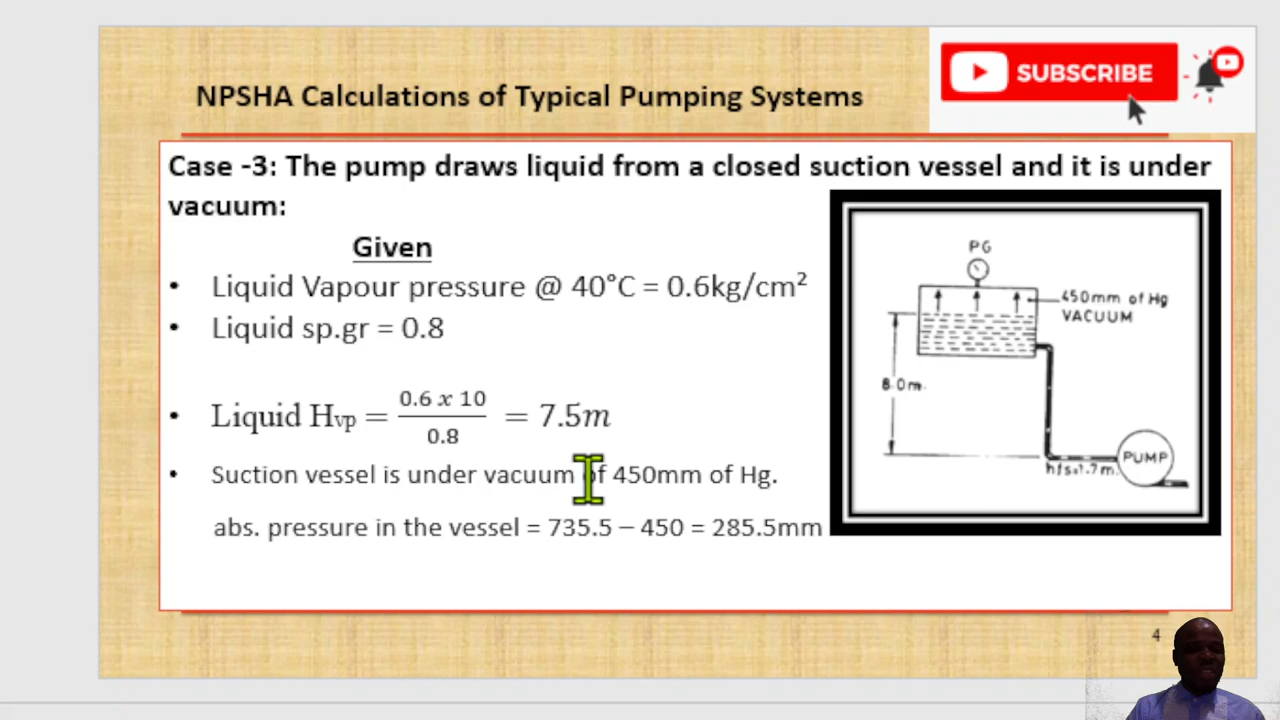 NPSHA Calculations of Typical Pumping Systems
SUBSCRIBE
Case -3: The pump draws liquid from a closed suction vessel and it is under
vacuum:
Given
• Liquid Vapour pressure @ 40°C = 0.6kg/cm²
• Liquid sp.gr = 0.8
• Liquid Hvp = 0.6 x 10 / 0.8 = 7.5m
• Suction vessel is under vacuum of 450mm of Hg.
abs. pressure in the vessel = 735.5 – 450 = 285.5mm
PG
450mm of Hg
VACUUM
8.0m.
PUMP
hfs=1.7m.
4